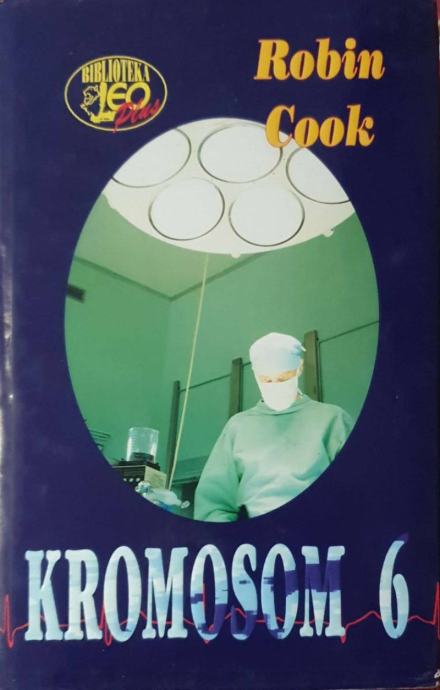 Robin
Cook
BIBLIOTEKA
LEO
Plus
KROMOSOM 6